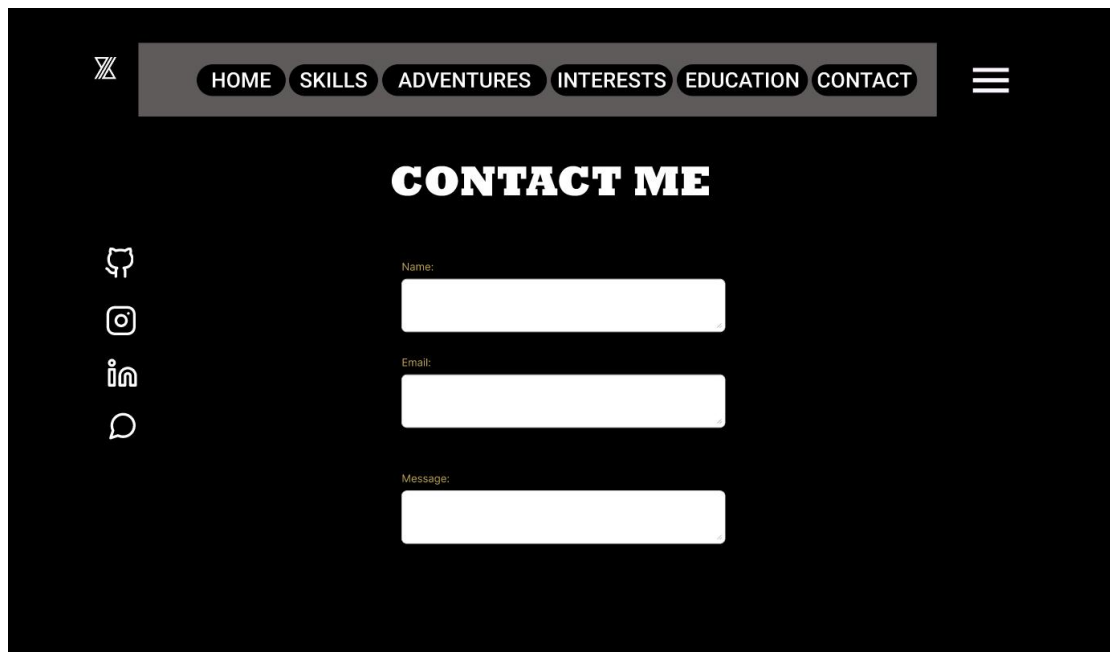 HOME SKILLS ADVENTURES INTERESTS EDUCATION CONTACT
CONTACT ME
Name:
Email:
Message: